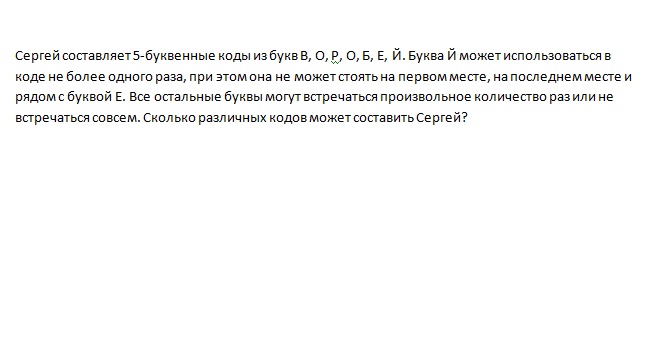 Сергей составляет 5-буквенные коды из букв В, О, Р, О, Б, Е, Й. Буква Й может использоваться в
коде не более одного раза, при этом она не может стоять на первом месте, на последнем месте и
рядом с буквой Е. Все остальные буквы могут встречаться произвольное количество раз или не
встречаться совсем. Сколько различных кодов может составить Сергей?